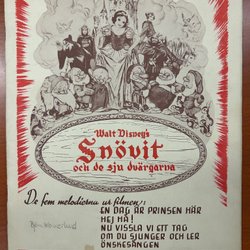 Walt Disney's
Snövit
och de sju dvärgarna
De fem melodierna ur filmen:
EN DAG ÄR PRINSEN HÄR
HEJ HÅ!
NU VISSLA VI ETT TAG
OM DU SJUNGER OCH LER
ÖNSKESÅNGEN